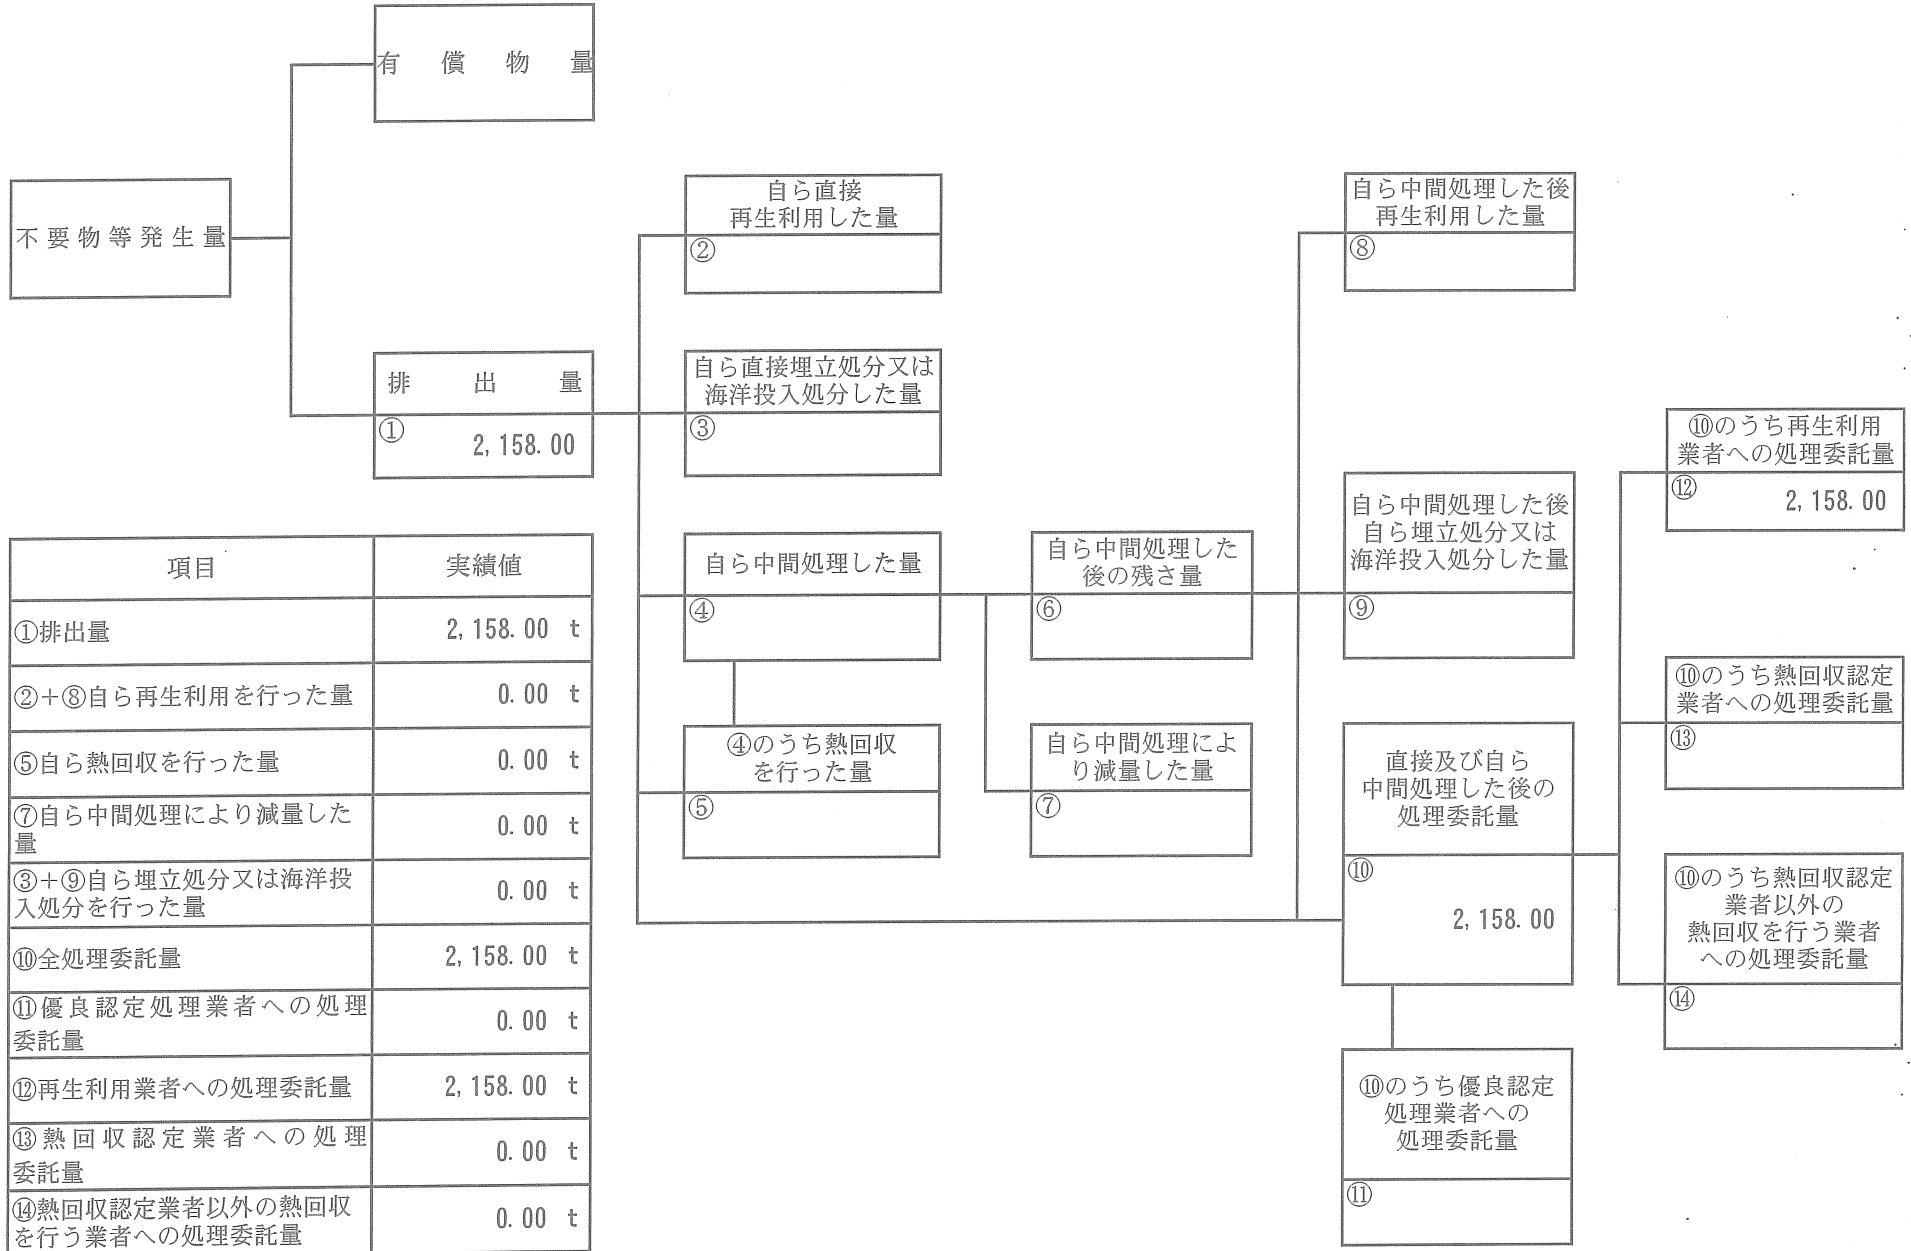 有償物量
不要物等発生量
排出量
①
2,158.00
自ら直接
再生利用した量
②
自ら直接埋立処分又は
海洋投入処分した量
③
自ら中間処理した量
④
④のうち熱回収
を行った量
⑤
自ら中間処理した
後の残さ量
⑥
自ら中間処理によ
り減量した量
⑦
自ら中間処理した後
再生利用した量
⑧
自ら中間処理した後
自ら埋立処分又は
海洋投入処分した量
⑨
直接及び自ら
中間処理した後の
処理委託量
⑩
2,158.00
⑩のうち優良認定
処理業者への
処理委託量
⑪
⑩のうち再生利用
業者への処理委託量
⑫
2,158.00
⑩のうち熱回収認定
業者への処理委託量
⑬
⑩のうち熱回収認定
業者以外の
熱回収を行う業者
への処理委託量
⑭
項目 実績値
①排出量 2,158.00 t
②+⑧自ら再生利用を行った量 0.00 t
⑤自ら熱回収を行った量 0.00 t
⑦自ら中間処理により減量した
量 0.00 t
③+⑨自ら埋立処分又は海洋投
入処分を行った量 0.00 t
⑩全処理委託量 2,158.00 t
⑪優良認定処理業者への処理
委託量 0.00 t
⑫再生利用業者への処理委託量 2,158.00 t
⑬熱回収認定業者への処理
委託量 0.00 t
⑭熱回収認定業者以外の熱回収
を行う業者への処理委託量 0.00 t